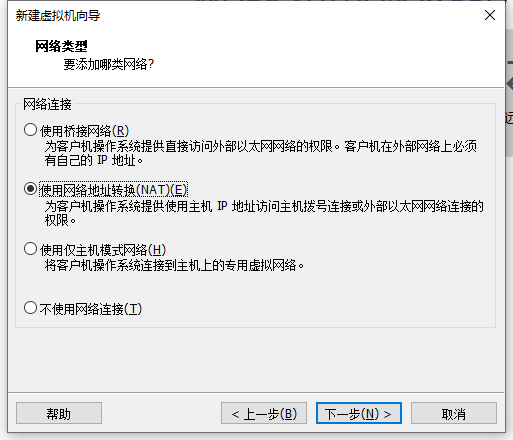 新建虚拟机向导
网络类型
要添加哪类网络?
网络连接
使用桥接网络(R)
为客户机操作系统提供直接访问外部以太网网络的权限。客户机在外部网络上必须
有自己的 IP 地址。
使用网络地址转换(NAT)(E)
为客户机操作系统提供使用主机 IP 地址访问主机拨号连接或外部以太网网络连接的
权限。
使用仅主机模式网络(H)
将客户机操作系统连接到主机上的专用虚拟网络。
不使用网络连接(T)
帮助
< 上一步(B)
下一步(N) >
取消
远